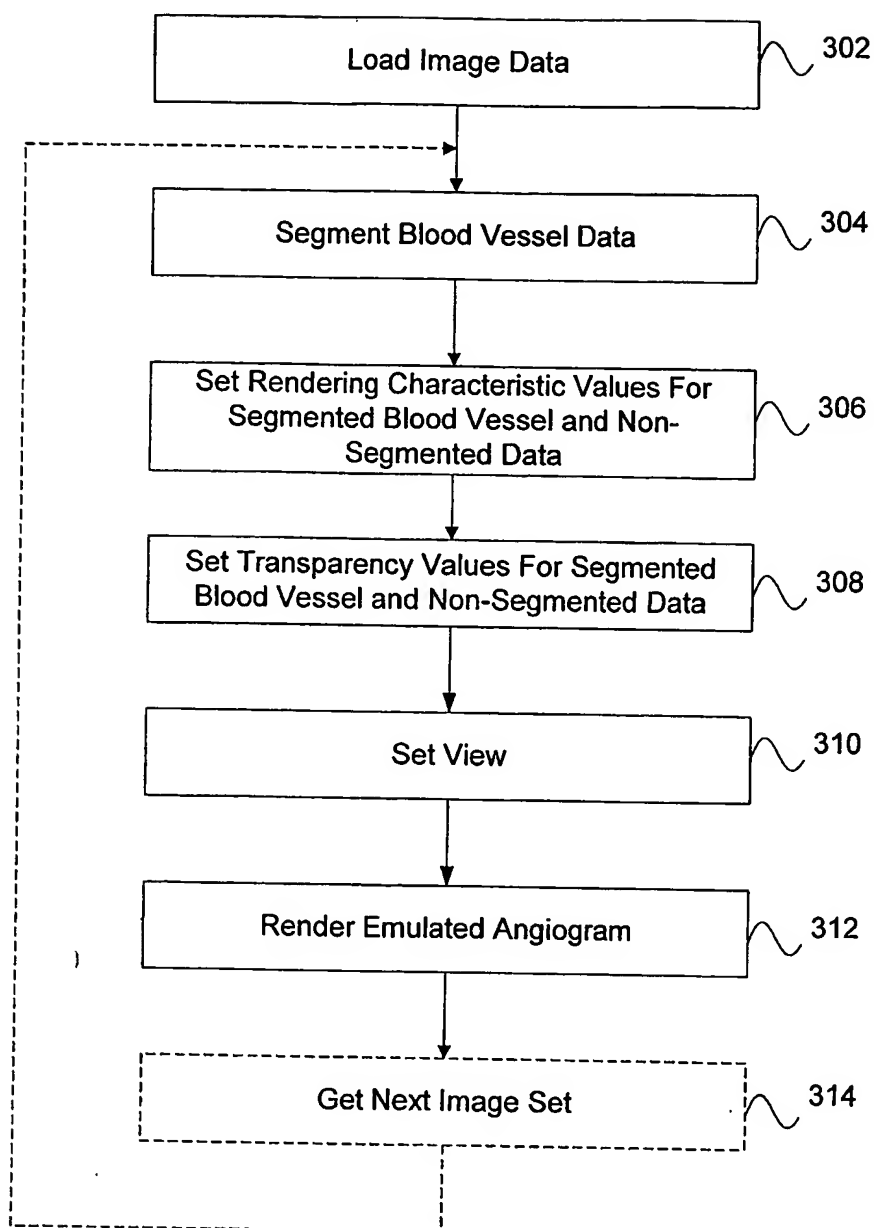 Load Image Data
302
Segment Blood Vessel Data
304
Set Rendering Characteristic Values For
Segmented Blood Vessel and Non-
Segmented Data
306
Set Transparency Values For Segmented
Blood Vessel and Non-Segmented Data
308
Set View
310
Render Emulated Angiogram
312
Get Next Image Set
314